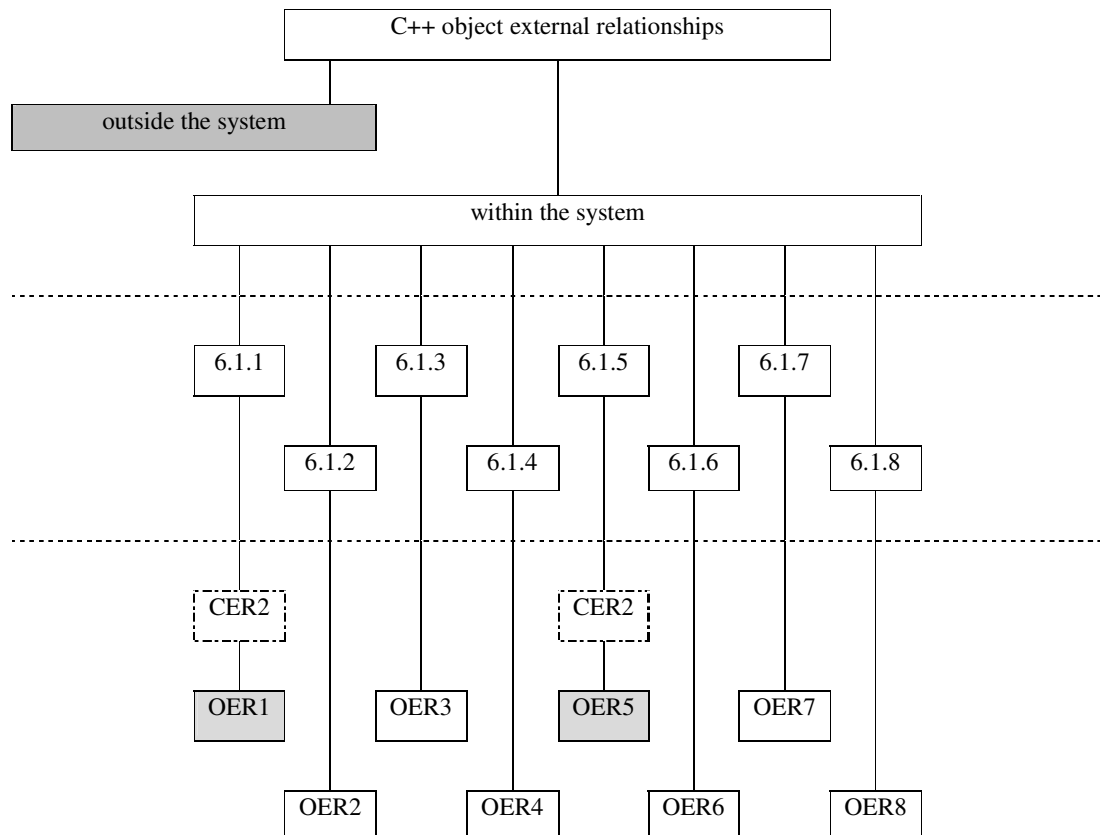 C++ object external relationships
outside the system
within the system
6.1.1
6.1.3
6.1.5
6.1.7
6.1.2
6.1.4
6.1.6
6.1.8
CER2
CER2
OER1
OER3
OER5
OER7
OER2
OER4
OER6
OER8